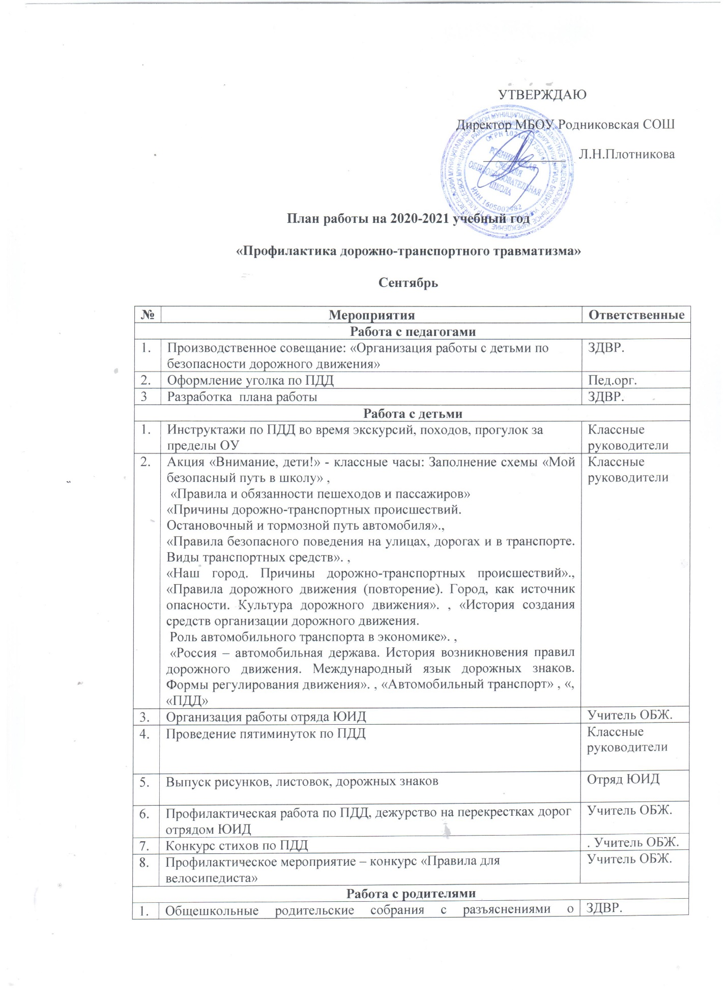 УТВЕРЖДАЮ
Директор МБОУ Родниковская СОШ
____________ Л.Н.Плотникова
ОГРН 1021605756040
РОДНИКОВСКАЯ
СРЕДНЯЯ
ОБЩЕОБРАЗОВАТЕЛЬНАЯ
ШКОЛА
ИНН 1605002982
План работы на 2020-2021 учебный год
«Профилактика дорожно-транспортного травматизма»
Сентябрь
№ Мероприятия Ответственные
Работа с педагогами
1. Производственное совещание: «Организация работы с детьми по ЗДВР.
безопасности дорожного движения»
2. Оформление уголка по ПДД Пед.орг.
3 Разработка плана работы ЗДВР.
Работа с детьми
1. Инструктажи по ПДД во время экскурсий, походов, прогулок за Классные
пределы ОУ руководители
2. Акция «Внимание, дети!» - классные часы: Заполнение схемы «Мой Классные
безопасный путь в школу» , руководители
«Правила и обязанности пешеходов и пассажиров»
«Причины дорожно-транспортных происшествий.
Остановочный и тормозной путь автомобиля».,
«Правила безопасного поведения на улицах, дорогах и в транспорте.
Виды транспортных средств». ,
«Наш город. Причины дорожно-транспортных происшествий».,
«Правила дорожного движения (повторение). Город, как источник
опасности. Культура дорожного движения». , «История создания
средств организации дорожного движения.
Роль автомобильного транспорта в экономике». ,
«Россия – автомобильная держава. История возникновения правил
дорожного движения. Международный язык дорожных знаков.
Формы регулирования движения». , «Автомобильный транспорт» , «,
«ПДД»
3. Организация работы отряда ЮИД Учитель ОБЖ.
4. Проведение пятиминуток по ПДД Классные
руководители
5. Выпуск рисунков, листовок, дорожных знаков Отряд ЮИД
6. Профилактическая работа по ПДД, дежурство на перекрестках дорог Учитель ОБЖ.
отрядом ЮИД
7. Конкурс стихов по ПДД . Учитель ОБЖ.
8. Профилактическое мероприятие – конкурс «Правила для Учитель ОБЖ.
велосипедиста»
Работа с родителями
1. Общешкольные родительские собрания с разъяснениями о ЗДВР.